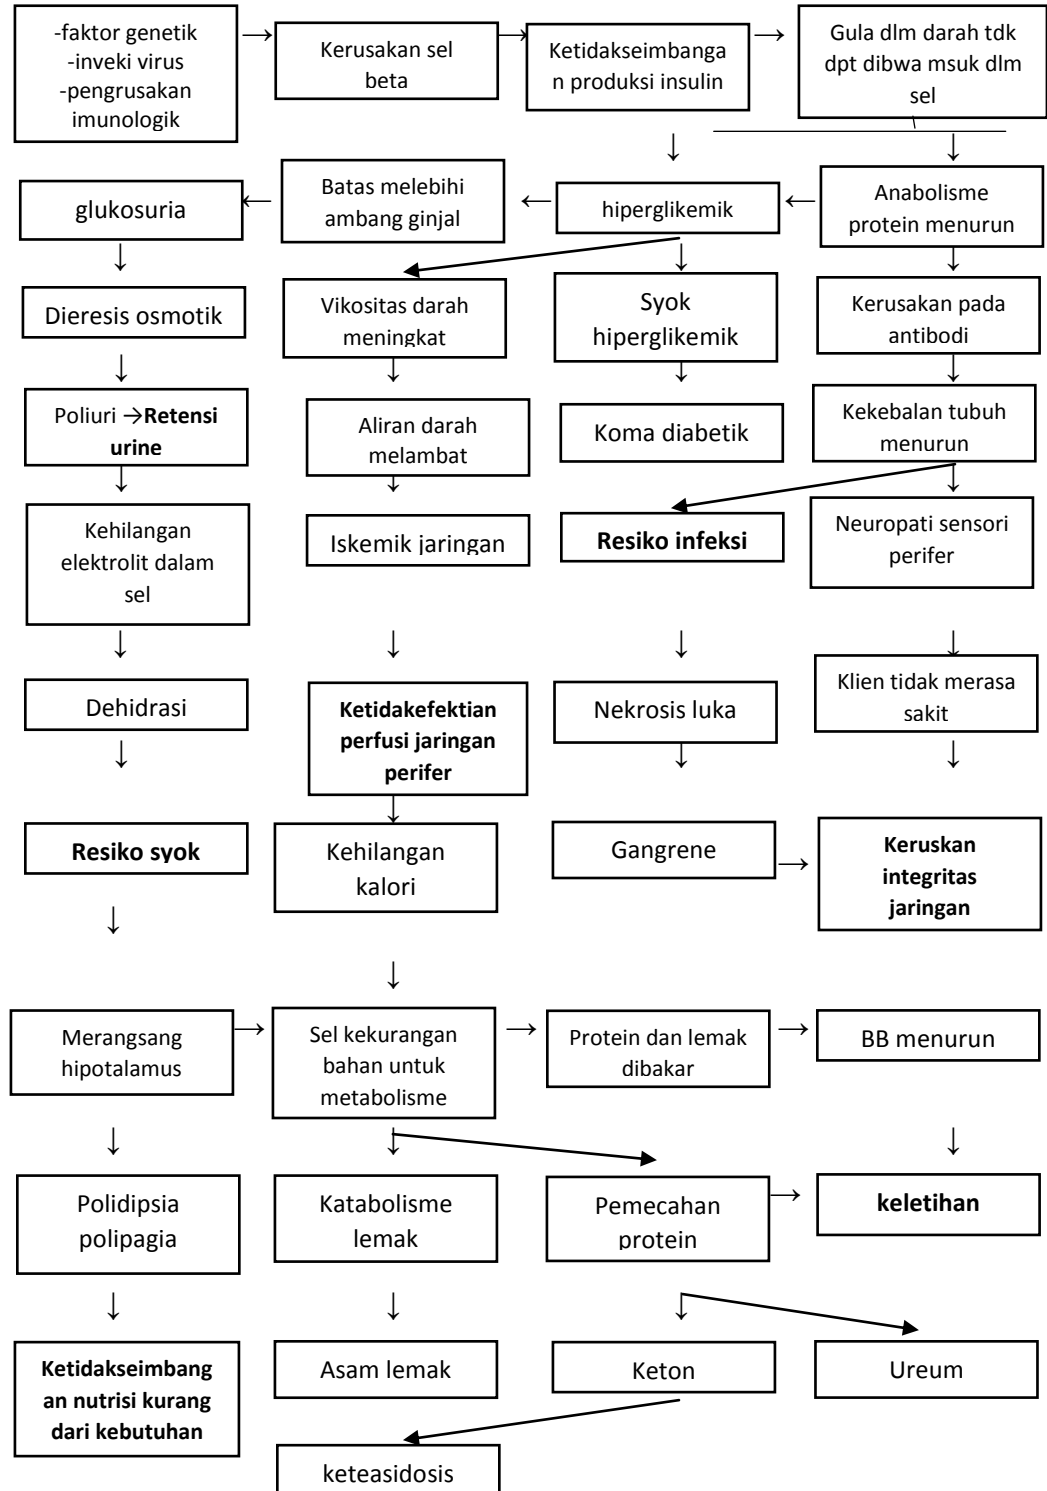 -faktor genetik
-inveki virus
-pengrusakan
imunologik
→
Kerusakan sel
beta
→
Ketidakseimbanga
n produksi insulin
→
Gula dlm darah tdk
dpt dibwa msuk dlm
sel
↓
↓
glukosuria
←
Batas melebihi
ambang ginjal
←
hiperglikemik
←
Anabolisme
protein menurun
↓
Dieresis osmotik
Vikositas darah
meningkat
Syok
hiperglikemik
Kerusakan pada
antibodi
↓
Poliuri →Retensi
urine
Aliran darah
melambat
Koma diabetik
Kekebalan tubuh
menurun
Kehilangan
elektrolit dalam
sel
Iskemik jaringan
Resiko infeksi
Neuropati sensori
perifer
↓
↓
↓
↓
Dehidrasi
Ketidakefektian
perfusi jaringan
perifer
Nekrosis luka
Klien tidak merasa
sakit
↓
↓
↓
Resiko syok
Kehilangan
kalori
Gangrene
→
Keruskan
integritas
jaringan
↓
↓
Merangsang
hipotalamus
→
Sel kekurangan
bahan untuk
metabolisme
→
Protein dan lemak
dibakar
→
BB menurun
↓
↓
↓
Polidipsia
polipagia
Katabolisme
lemak
Pemecahan
protein
→
keletihan
↓
↓
↓
Ketidakseimbang
an nutrisi kurang
dari kebutuhan
Asam lemak
Keton
Ureum
keteasidosis